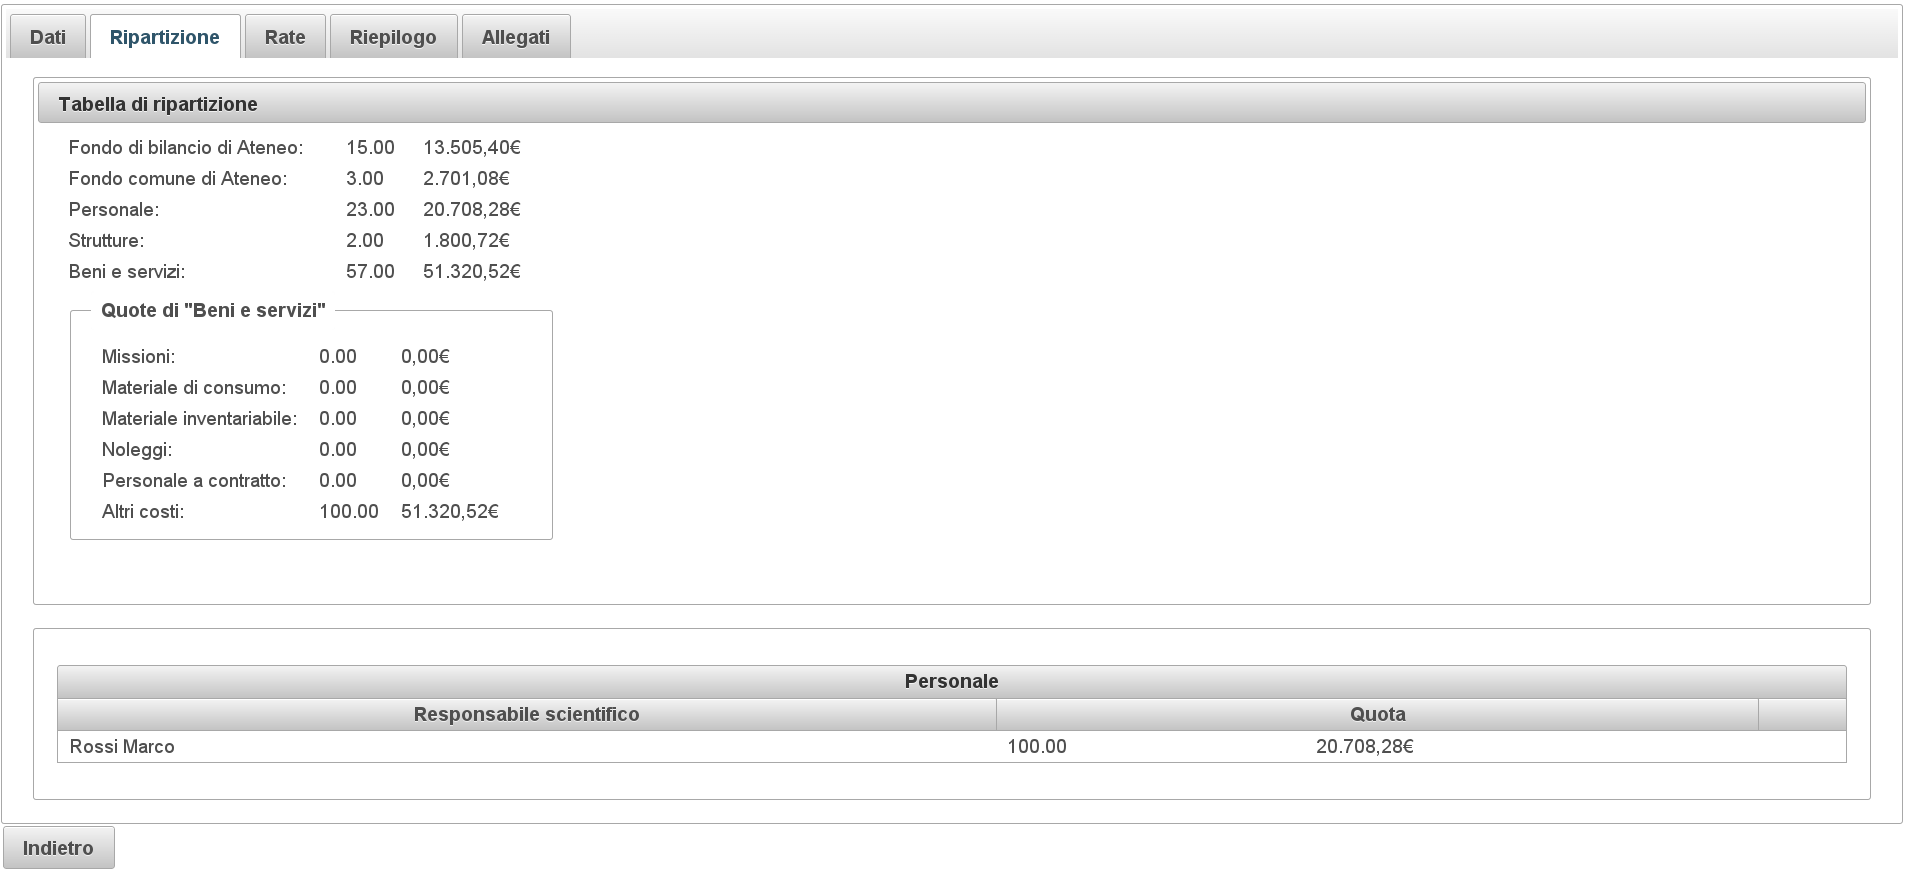 Dati Ripartizione Rate Riepilogo Allegati
Tabella di ripartizione
Fondo di bilancio di Ateneo: 15.00 13.505,40€
Fondo comune di Ateneo: 3.00 2.701,08€
Personale: 23.00 20.708,28€
Strutture: 2.00 1.800,72€
Beni e servizi: 57.00 51.320,52€
Quote di "Beni e servizi"
Missioni: 0.00 0,00€
Materiale di consumo: 0.00 0,00€
Materiale inventariabile: 0.00 0,00€
Noleggi: 0.00 0,00€
Personale a contratto: 0.00 0,00€
Altri costi: 100.00 51.320,52€
Personale
Responsabile scientifico Quota
Rossi Marco 100.00 20.708,28€
Indietro